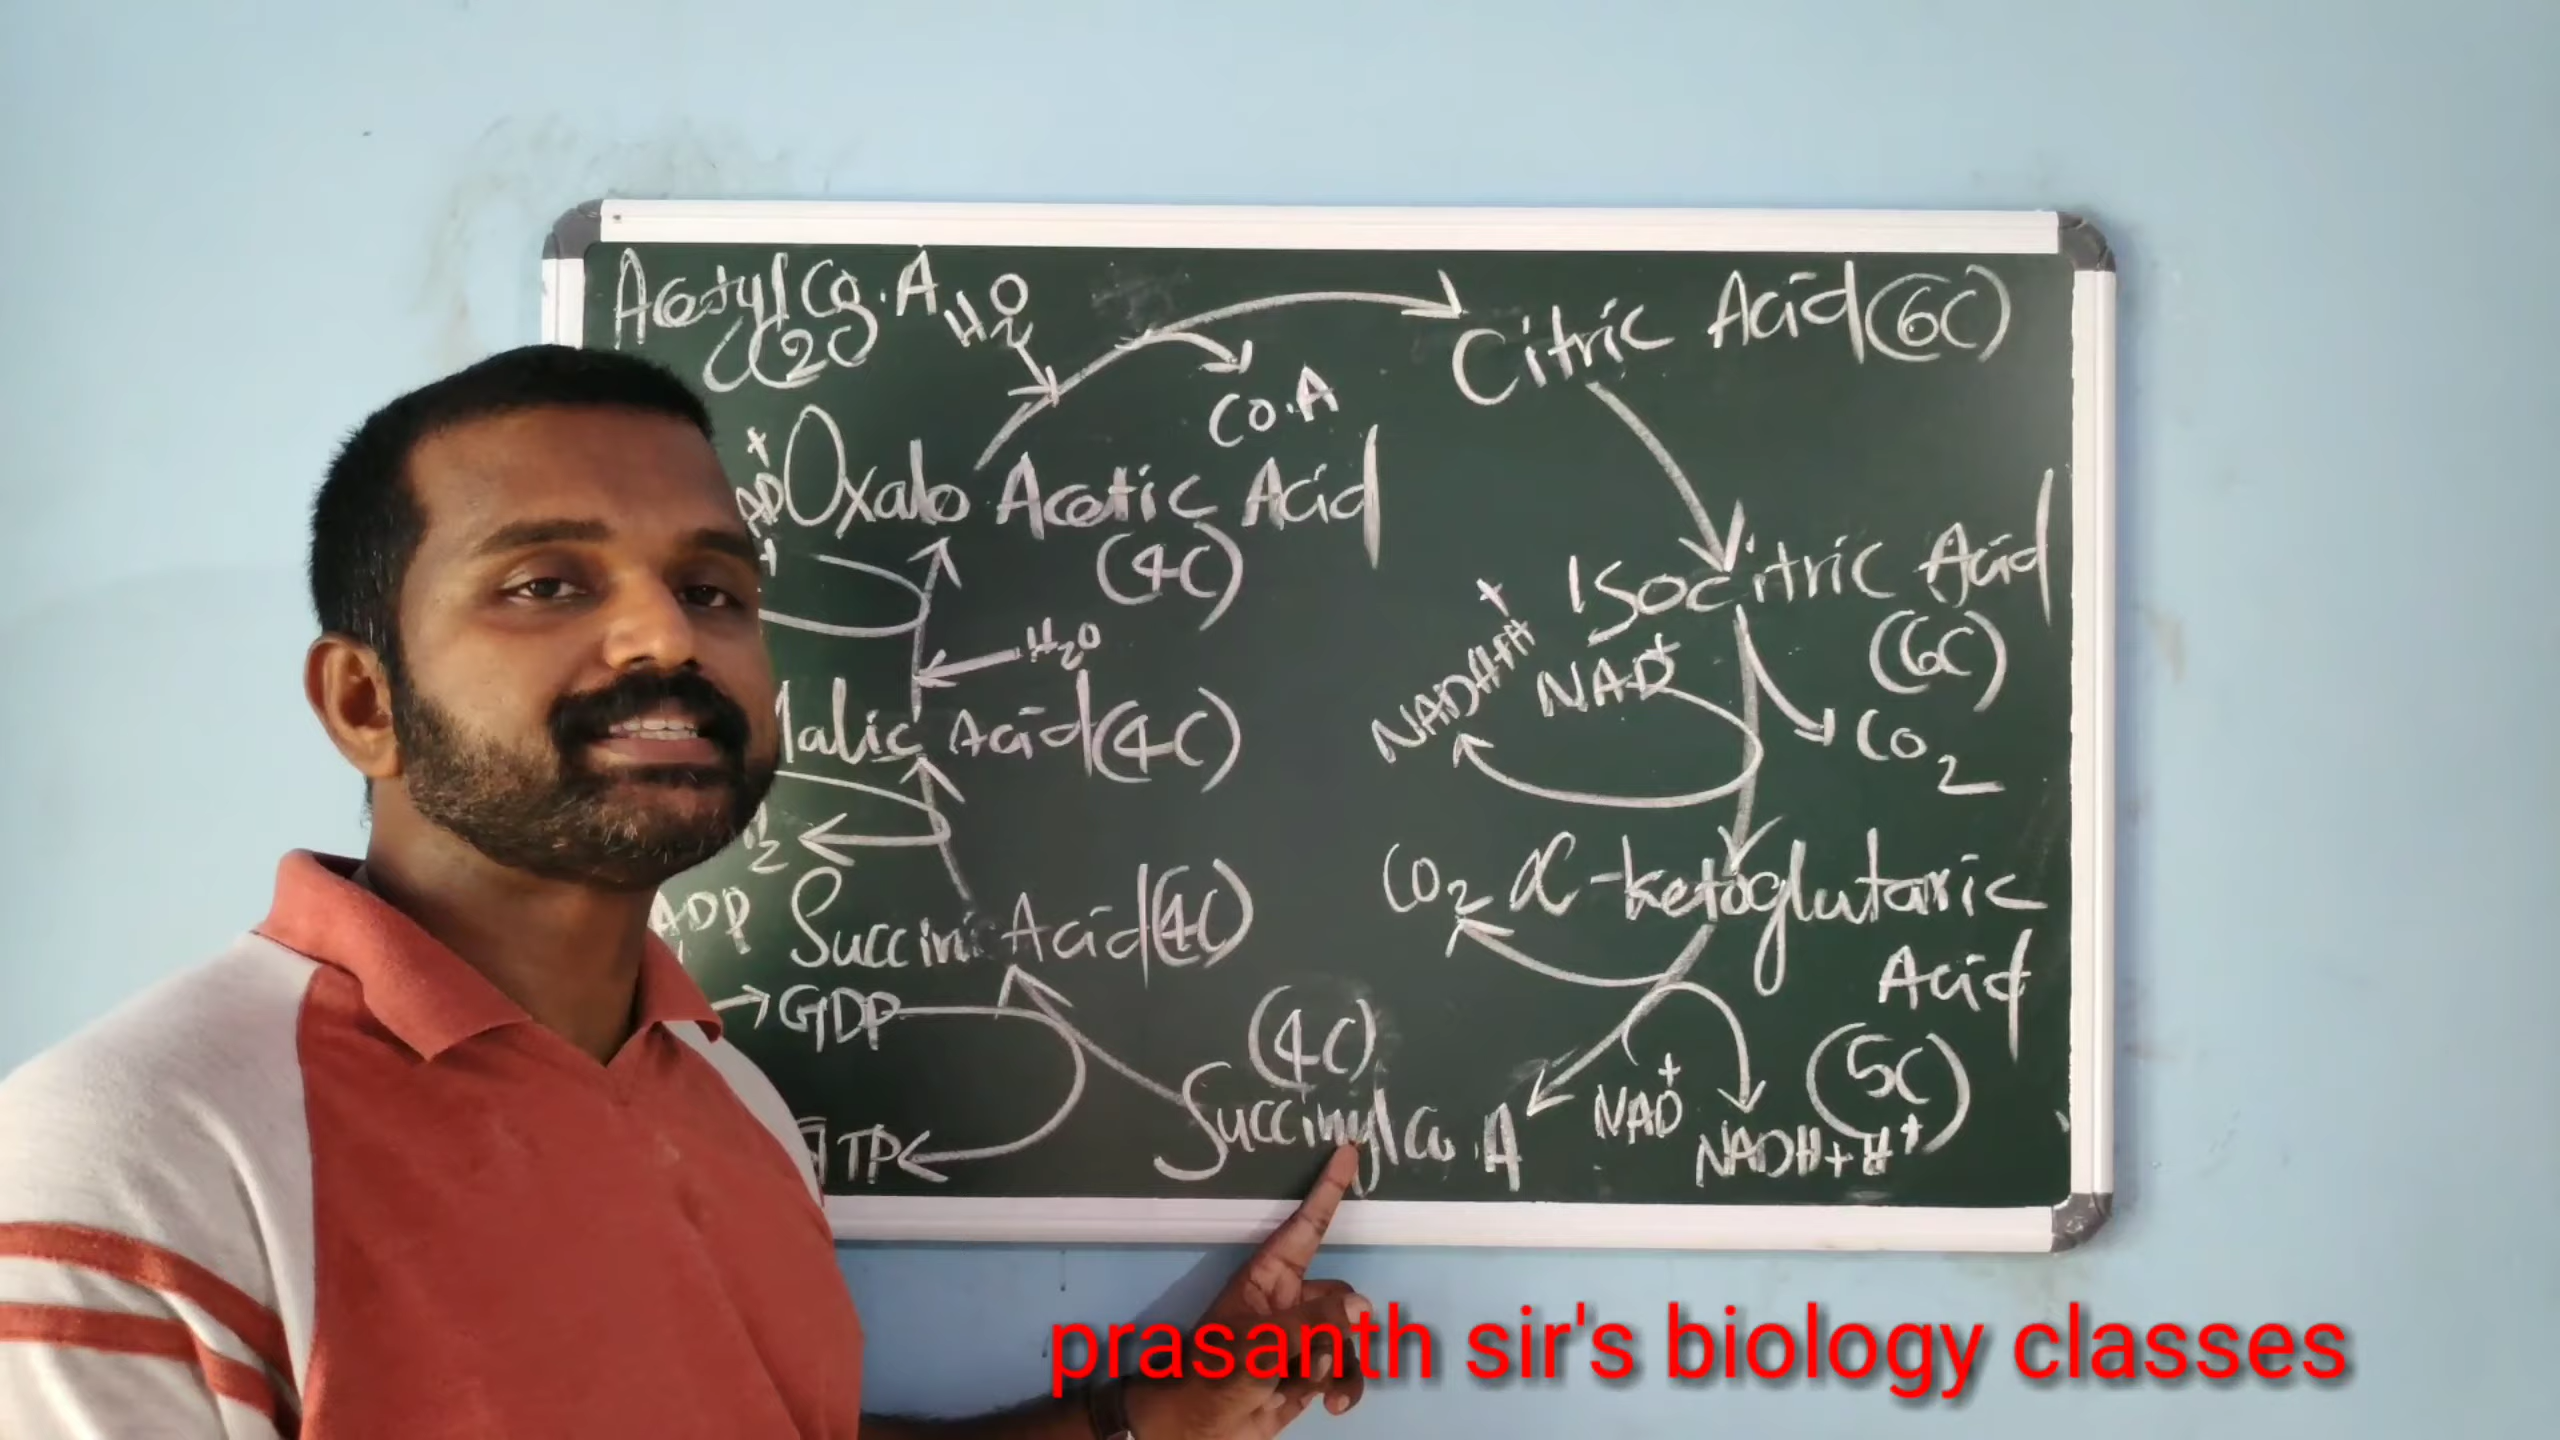 Acetyl Co.A H2O
(2C)
Citric Acid (6C)
Co.A
Oxalo Acetic Acid
(4C)
Isocitric Acid
(6C)
H2O
NADH+H+
NAD+
CO2
Acid (4C)
CO2 α-ketoglutaric
Acid
(5C)
ADP
Succinic Acid (4C)
GDP
(4C)
Succinyl Co.A
NAD+
NADH+H+
GTP
prasanth sir's biology classes